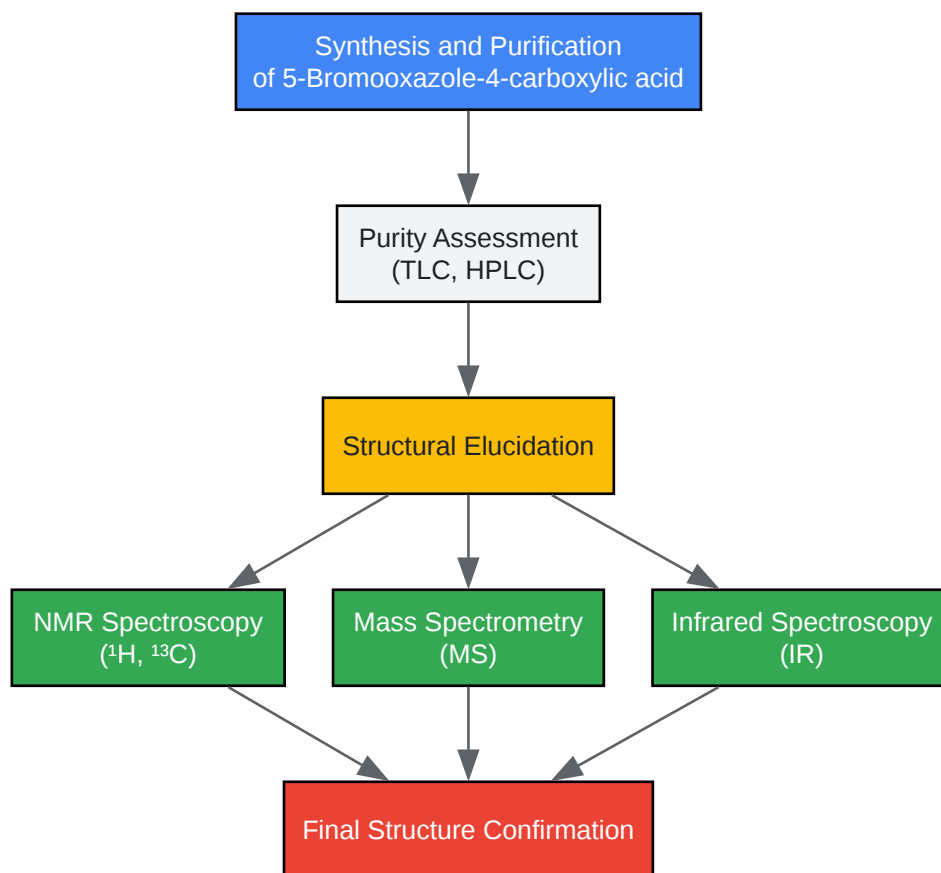 Synthesis and Purification
of 5-Bromooxazole-4-carboxylic acid
Purity Assessment
(TLC, HPLC)
Structural Elucidation
NMR Spectroscopy
(¹H, ¹³C)
Mass Spectrometry
(MS)
Infrared Spectroscopy
(IR)
Final Structure Confirmation